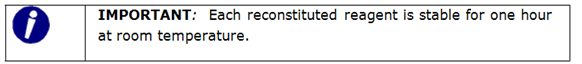 IMPORTANT: Each reconstituted reagent is stable for one hour
at room temperature.